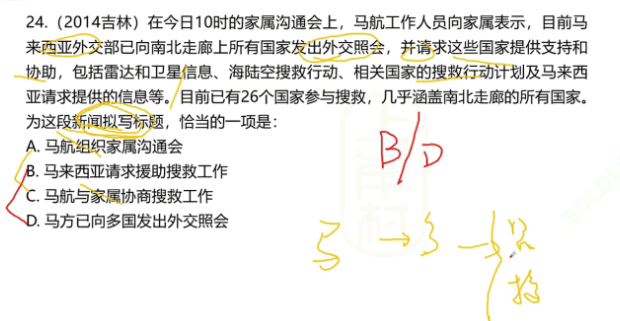 24.（2014吉林）在今日10时的家属沟通会上，马航工作人员向家属表示，目前马
来西亚外交部已向南北走廊上所有国家发出外交照会，并请求这些国家提供支持和
协助，包括雷达和卫星信息、海陆空搜救行动、相关国家的搜救行动计划及马来西
亚请求提供的信息等。目前已有26个国家参与搜救，几乎涵盖南北走廊的所有国家。
为这段新闻拟写标题，恰当的一项是：
A. 马航组织家属沟通会
B. 马来西亚请求援助搜救工作
C. 马航与家属协商搜救工作
D. 马方已向多国发出外交照会
B/D
马→多